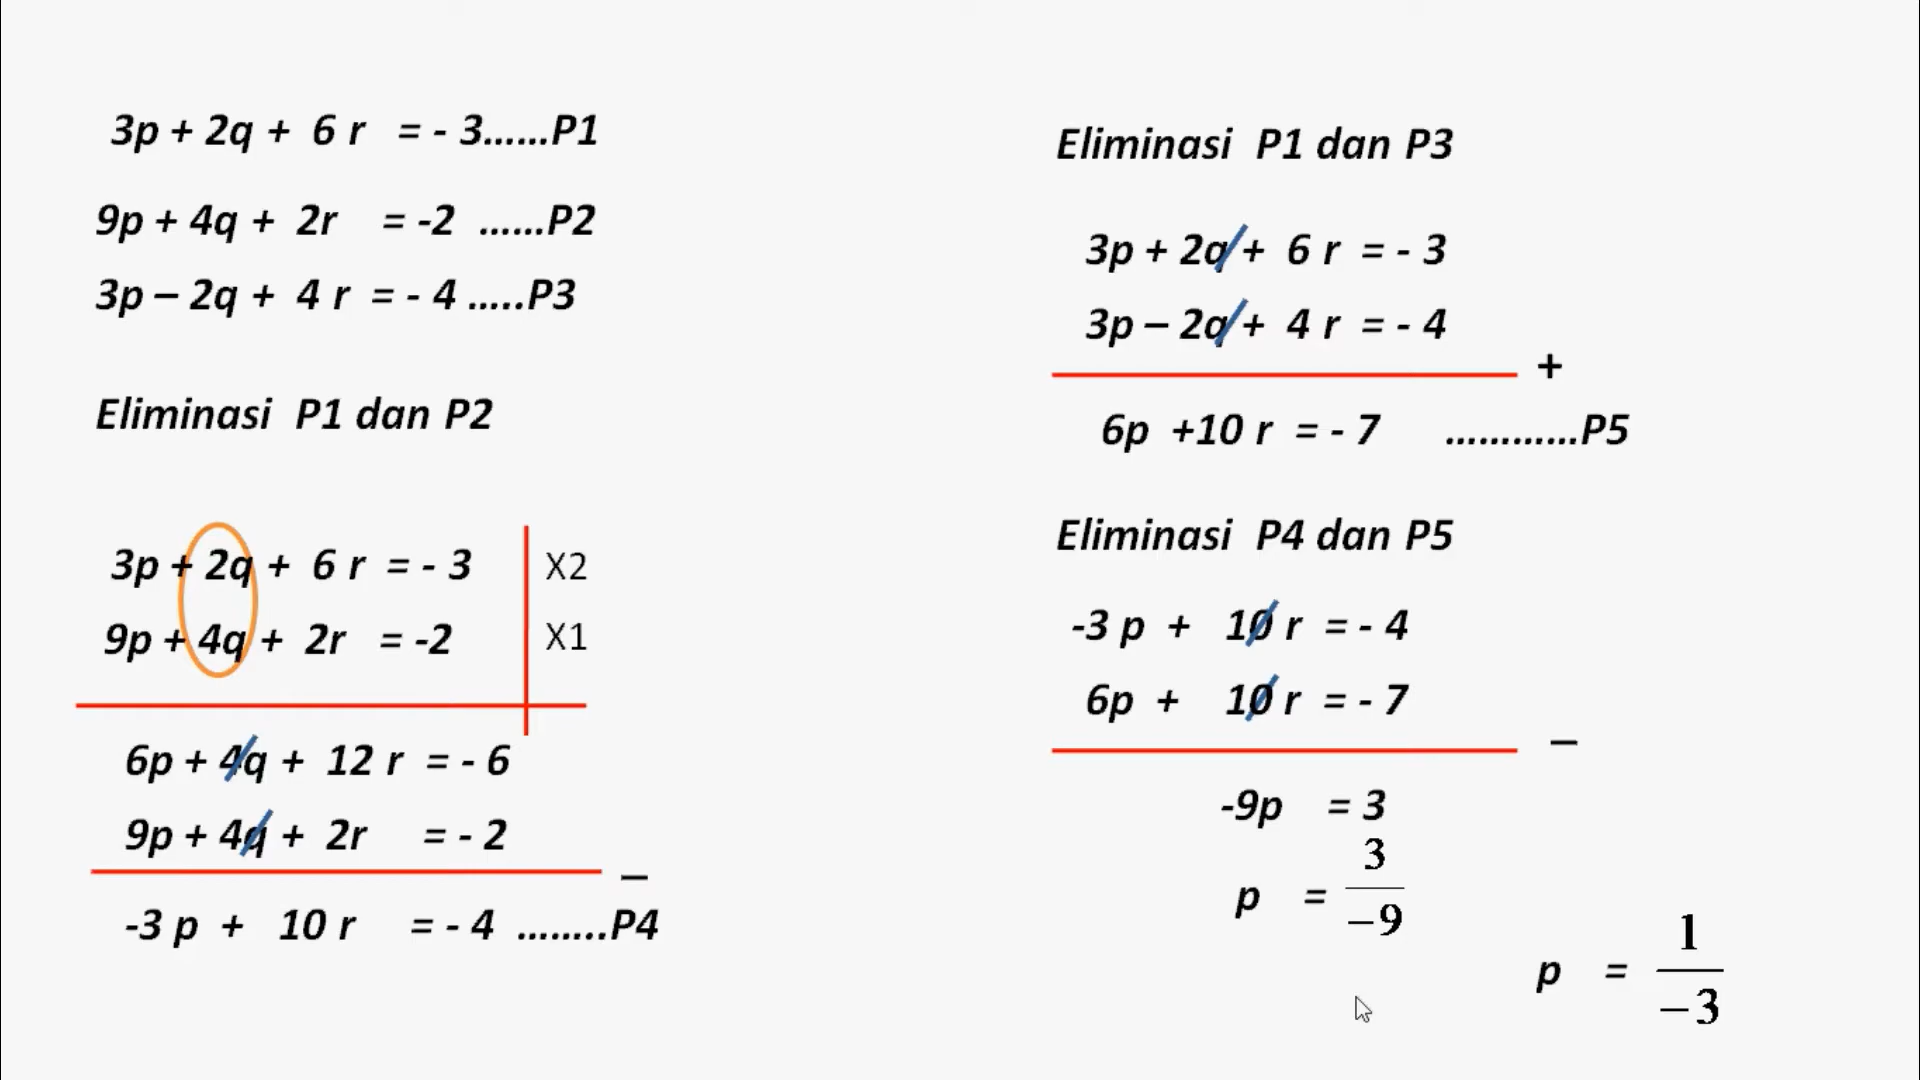 3p + 2q + 6 r = - 3......P1
9p + 4q + 2r = -2 ......P2
3p – 2q + 4 r = - 4 .....P3
Eliminasi P1 dan P2
3p + 2q + 6 r = - 3 X2
9p + 4q + 2r = -2 X1
6p + 4q + 12 r = - 6
9p + 4q + 2r = - 2
–
-3 p + 10 r = - 4 ........P4
Eliminasi P1 dan P3
3p + 2q + 6 r = - 3
3p – 2q + 4 r = - 4
+
6p +10 r = - 7 ............P5
Eliminasi P4 dan P5
-3 p + 10 r = - 4
6p + 10 r = - 7
–
-9p = 3
p = 3/−9
p = 1/−3